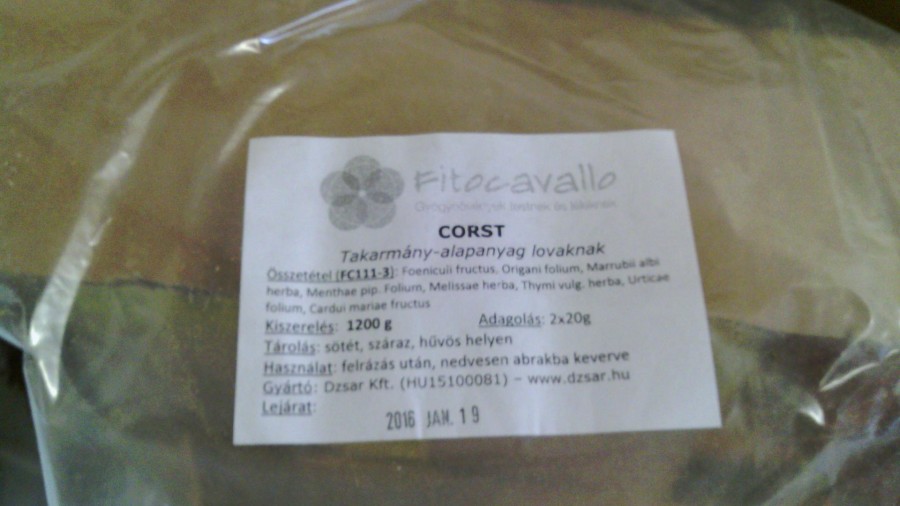 Fitocavallo
Gyógynövények testnek és léleknek
CORST
Takarmány-alapanyag lovaknak
Összetétel (FC111-3): Foeniculi fructus, Origani folium, Marrubii albi
herba, Menthae pip. Folium, Melissae herba, Thymi vulg. herba, Urticae
folium, Cardui mariae fructus
Kiszerelés: 1200 g Adagolás: 2x20g
Tárolás: sötét, száraz, hűvös helyen
Használat: felrázás után, nedvesen abrakba keverve
Gyártó: Dzsar Kft. (HU15100081) – www.dzsar.hu
Lejárat:
2016 JAN. 19